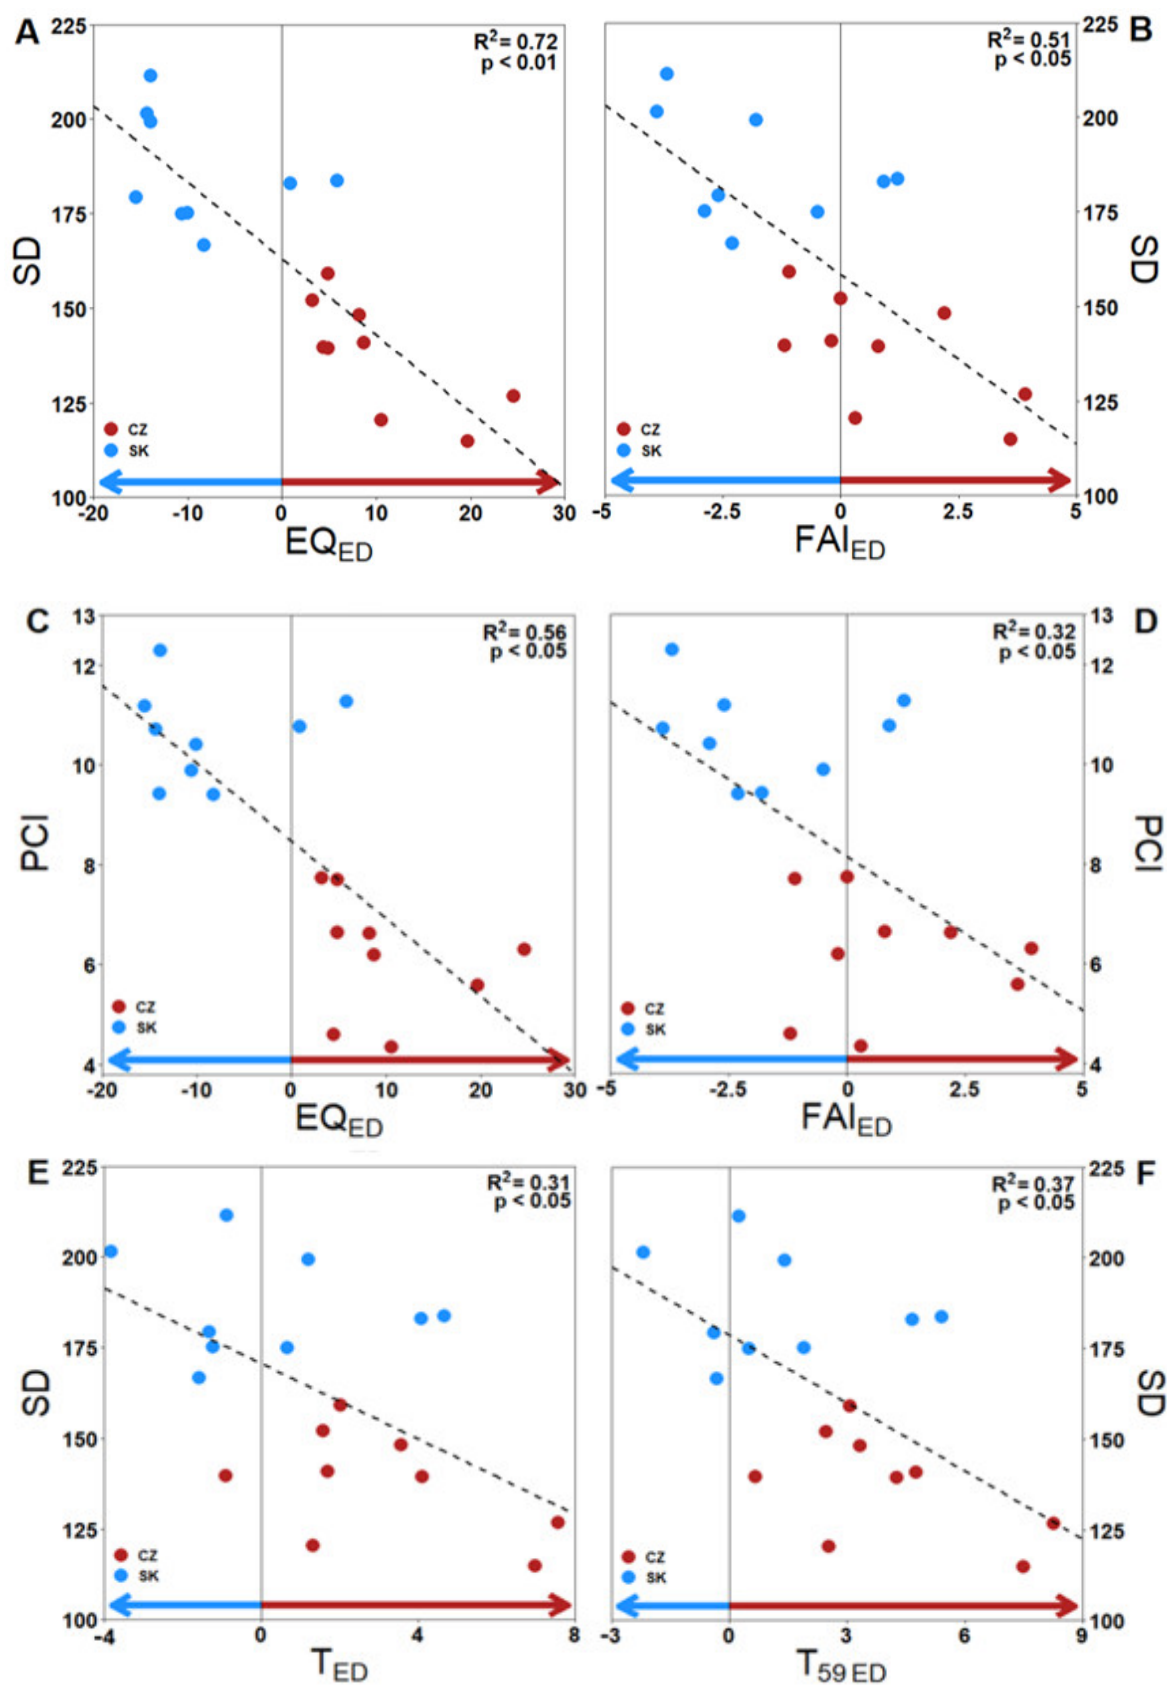 A
225
200
175
150
125
100
SD
R²= 0.72
p < 0.01
CZ
SK
-20
-10
0
10
20
30
EQED
B
225
200
175
150
125
100
SD
R²= 0.51
p < 0.05
CZ
SK
-5
-2.5
0
2.5
5
FAIED
C
13
12
10
8
6
4
PCI
R²= 0.56
p < 0.05
CZ
SK
-20
-10
0
10
20
30
EQED
D
13
12
10
8
6
4
PCI
R²= 0.32
p < 0.05
CZ
SK
-5
-2.5
0
2.5
5
FAIED
E
225
200
175
150
125
100
SD
R²= 0.31
p < 0.05
CZ
SK
-4
0
4
8
TED
F
225
200
175
150
125
100
SD
R²= 0.37
p < 0.05
CZ
SK
-3
0
3
6
9
T59 ED